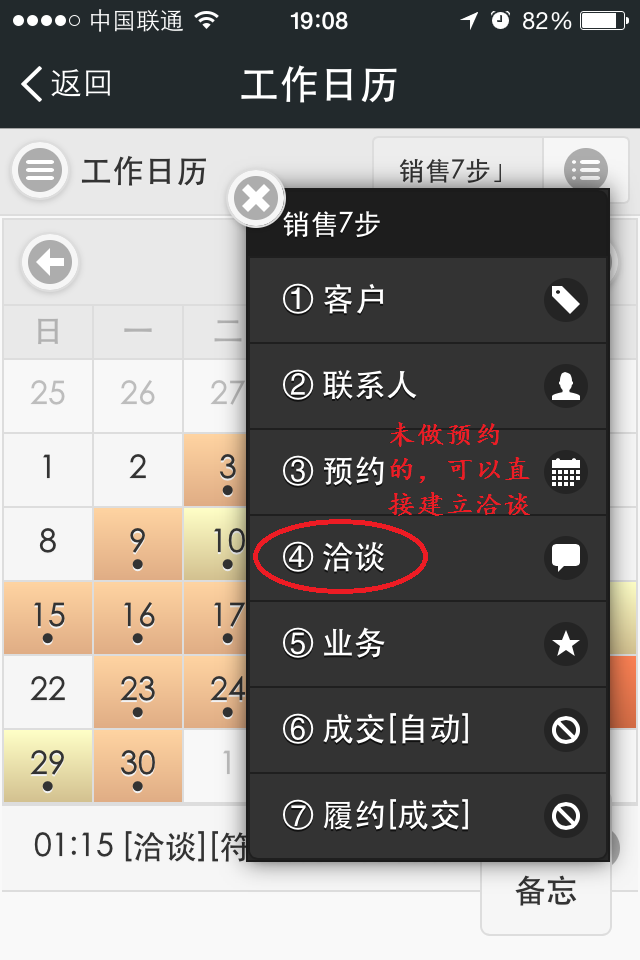 中国联通 19:08 82%
返回 工作日历
工作日历 销售7步」
销售7步
① 客户
② 联系人
③ 预约
未做预约
的，可以直
接建立洽谈
④ 洽谈
⑤ 业务
⑥ 成交[自动]
⑦ 履约[成交]
日 一 二
25 26 27
1 2 3
8 9 10
15 16 17
22 23 24
29 30 1
01:15 [洽谈][符
备忘